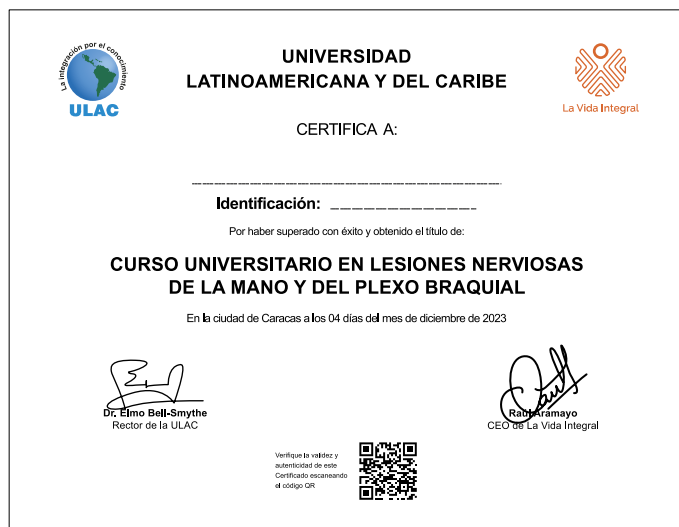 La integración por el conocimiento
ULAC
UNIVERSIDAD
LATINOAMERICANA Y DEL CARIBE
La Vida Integral
CERTIFICA A:
Identificación:
Por haber superado con éxito y obtenido el título de:
CURSO UNIVERSITARIO EN LESIONES NERVIOSAS
DE LA MANO Y DEL PLEXO BRAQUIAL
En la ciudad de Caracas a los 04 días del mes de diciembre de 2023
Dr. Elmo Bell-Smythe
Rector de la ULAC
Raúl Aramayo
CEO de La Vida Integral
Verifique la validez y
autenticidad de este
Certificado escaneando
el código QR